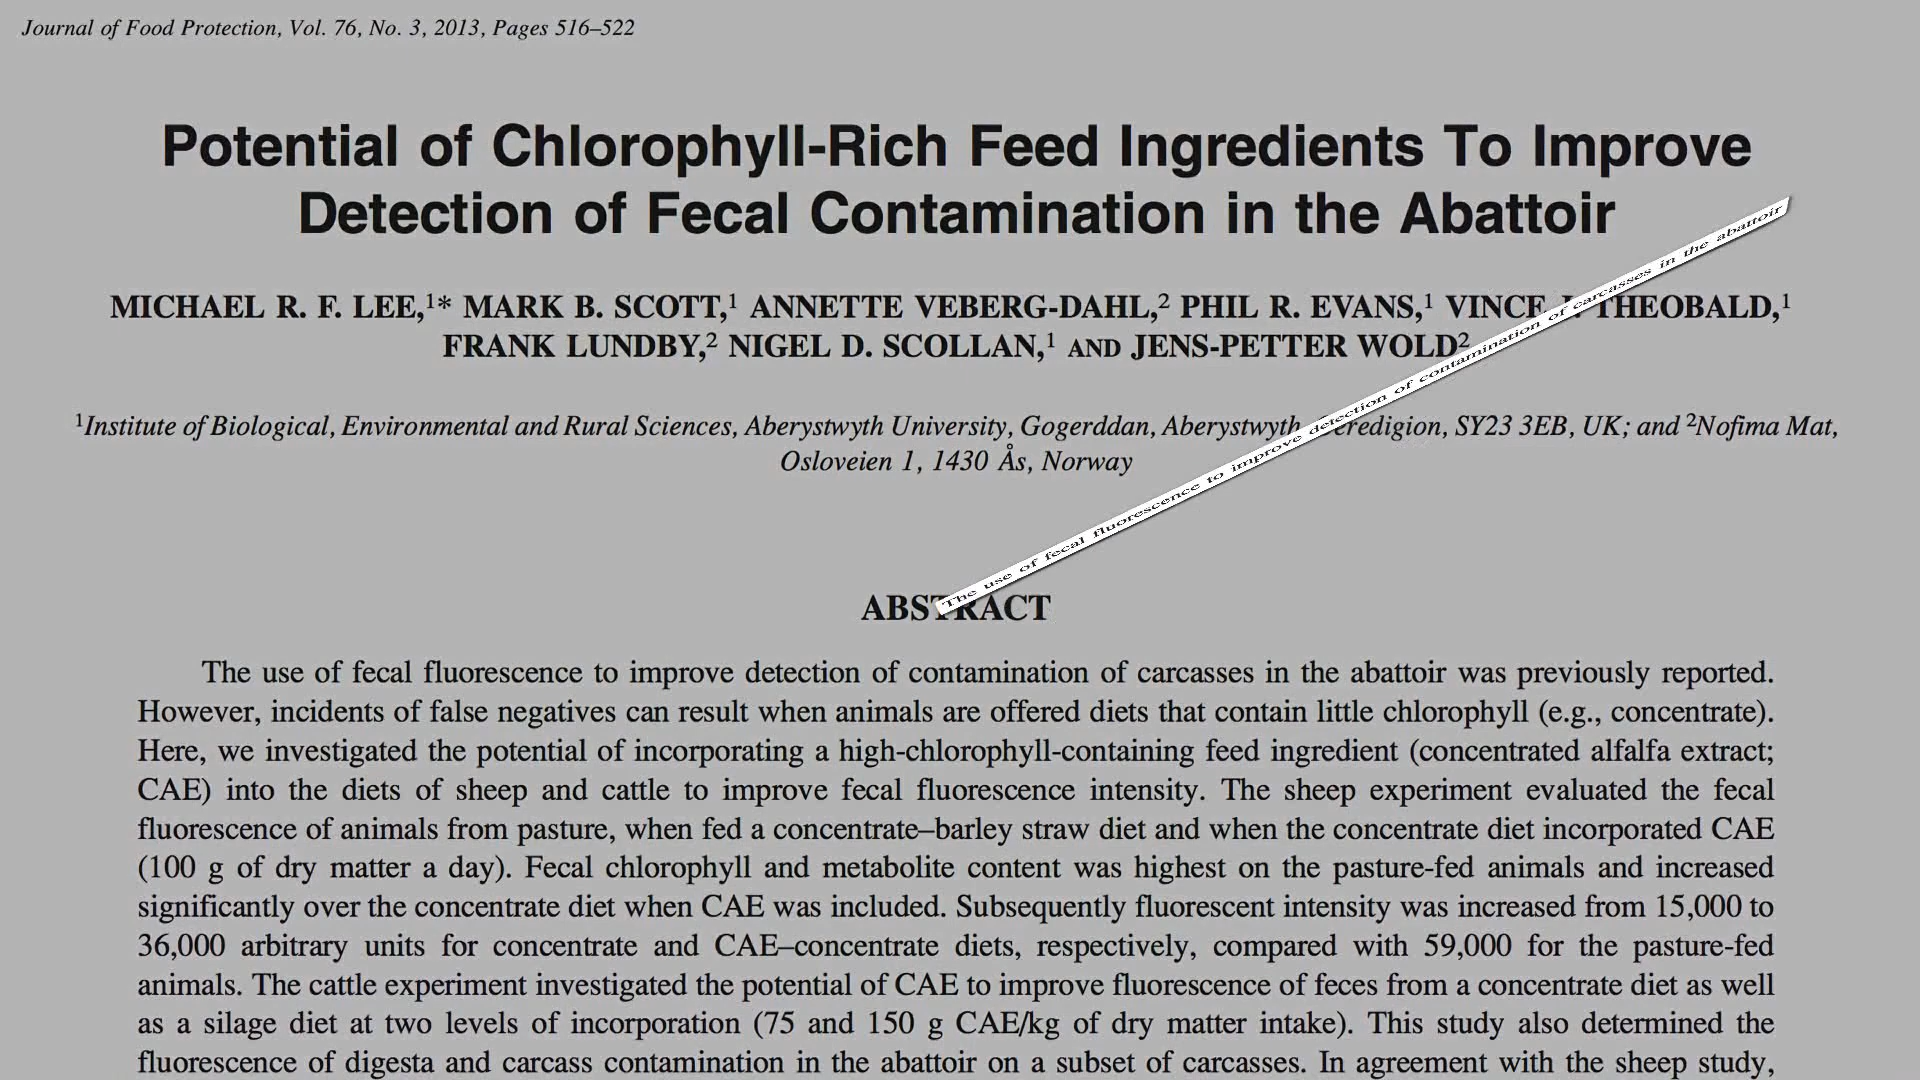 Journal of Food Protection, Vol. 76, No. 3, 2013, Pages 516–522
Potential of Chlorophyll-Rich Feed Ingredients To Improve
Detection of Fecal Contamination in the Abattoir
MICHAEL R. F. LEE,¹* MARK B. SCOTT,¹ ANNETTE VEBERG-DAHL,² PHIL R. EVANS,¹ VINCE THEOBALD,¹
FRANK LUNDBY,² NIGEL D. SCOLLAN,¹ AND JENS-PETTER WOLD²
¹Institute of Biological, Environmental and Rural Sciences, Aberystwyth University, Gogerddan, Aberystwyth, Ceredigion, SY23 3EB, UK; and ²Nofima Mat,
Osloveien 1, 1430 Ås, Norway
The use of fecal fluorescence to improve detection of contamination of carcasses in the abattoir
ABSTRACT
The use of fecal fluorescence to improve detection of contamination of carcasses in the abattoir was previously reported.
However, incidents of false negatives can result when animals are offered diets that contain little chlorophyll (e.g., concentrate).
Here, we investigated the potential of incorporating a high-chlorophyll-containing feed ingredient (concentrated alfalfa extract;
CAE) into the diets of sheep and cattle to improve fecal fluorescence intensity. The sheep experiment evaluated the fecal
fluorescence of animals from pasture, when fed a concentrate–barley straw diet and when the concentrate diet incorporated CAE
(100 g of dry matter a day). Fecal chlorophyll and metabolite content was highest on the pasture-fed animals and increased
significantly over the concentrate diet when CAE was included. Subsequently fluorescent intensity was increased from 15,000 to
36,000 arbitrary units for concentrate and CAE–concentrate diets, respectively, compared with 59,000 for the pasture-fed
animals. The cattle experiment investigated the potential of CAE to improve fluorescence of feces from a concentrate diet as well
as a silage diet at two levels of incorporation (75 and 150 g CAE/kg of dry matter intake). This study also determined the
fluorescence of digesta and carcass contamination in the abattoir on a subset of carcasses. In agreement with the sheep study,